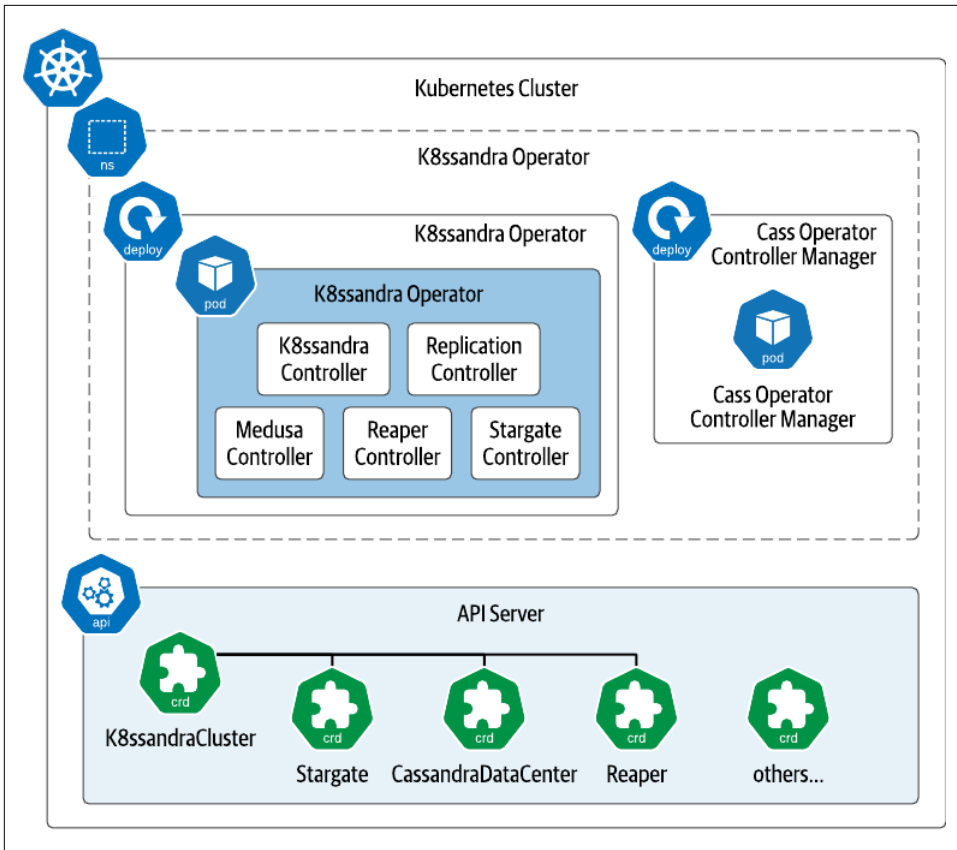 Kubernetes Cluster
ns
K8ssandra Operator
deploy
K8ssandra Operator
pod
K8ssandra Operator
K8ssandra
Controller
Replication
Controller
Medusa
Controller
Reaper
Controller
Stargate
Controller
deploy
Cass Operator
Controller Manager
pod
Cass Operator
Controller Manager
api
API Server
crd
K8ssandraCluster
crd
Stargate
crd
CassandraDataCenter
crd
Reaper
crd
others...